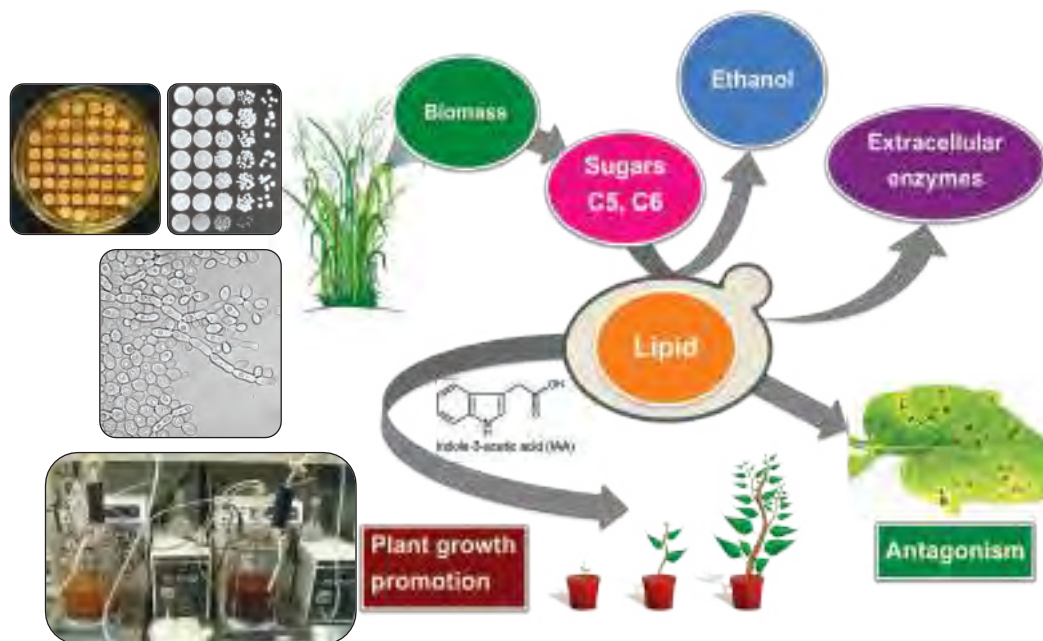 Biomass
Ethanol
Sugars
C5, C6
Extracellular
enzymes
Lipid
OH
O
N
H
Indole-3-acetic acid (IAA)
Plant growth
promotion
Antagonism